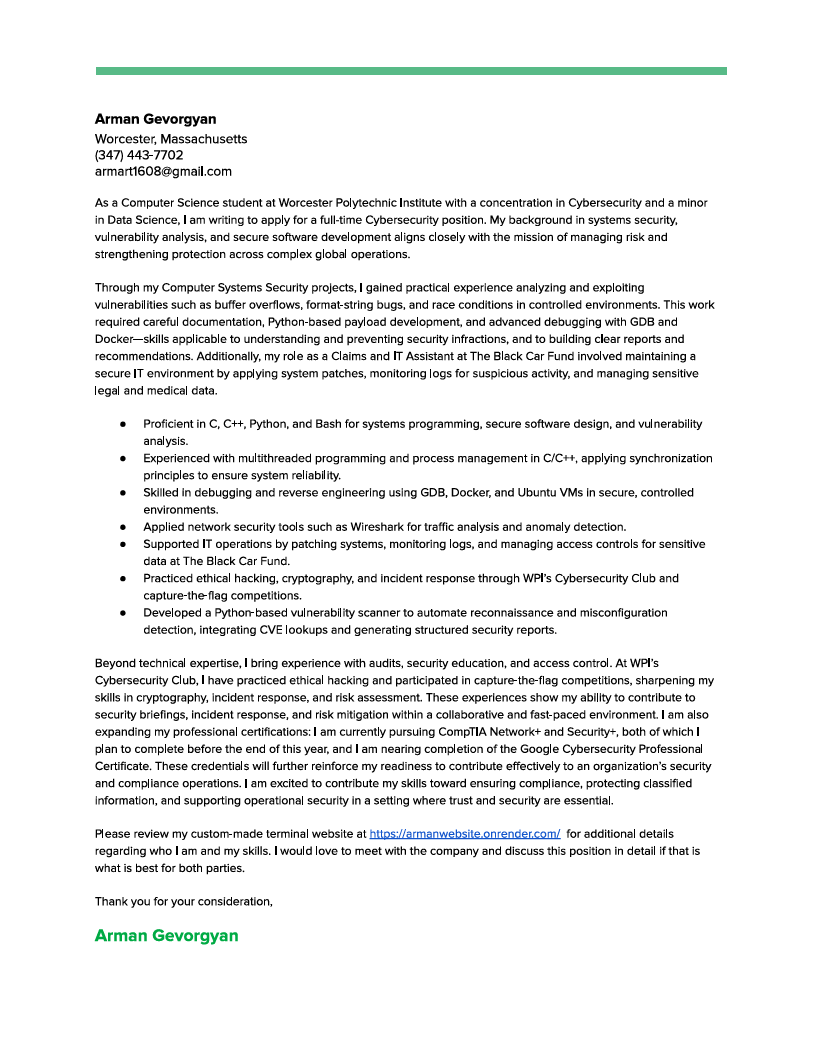 Arman Gevorgyan
Worcester, Massachusetts
(347) 443-7702
armart1608@gmail.com
As a Computer Science student at Worcester Polytechnic Institute with a concentration in Cybersecurity and a minor
in Data Science, I am writing to apply for a full-time Cybersecurity position. My background in systems security,
vulnerability analysis, and secure software development aligns closely with the mission of managing risk and
strengthening protection across complex global operations.
Through my Computer Systems Security projects, I gained practical experience analyzing and exploiting
vulnerabilities such as buffer overflows, format-string bugs, and race conditions in controlled environments. This work
required careful documentation, Python-based payload development, and advanced debugging with GDB and
Docker—skills applicable to understanding and preventing security infractions, and to building clear reports and
recommendations. Additionally, my role as a Claims and IT Assistant at The Black Car Fund involved maintaining a
secure IT environment by applying system patches, monitoring logs for suspicious activity, and managing sensitive
legal and medical data.
● Proficient in C, C++, Python, and Bash for systems programming, secure software design, and vulnerability
analysis.
● Experienced with multithreaded programming and process management in C/C++, applying synchronization
principles to ensure system reliability.
● Skilled in debugging and reverse engineering using GDB, Docker, and Ubuntu VMs in secure, controlled
environments.
● Applied network security tools such as Wireshark for traffic analysis and anomaly detection.
● Supported IT operations by patching systems, monitoring logs, and managing access controls for sensitive
data at The Black Car Fund.
● Practiced ethical hacking, cryptography, and incident response through WPI's Cybersecurity Club and
capture-the-flag competitions.
● Developed a Python-based vulnerability scanner to automate reconnaissance and misconfiguration
detection, integrating CVE lookups and generating structured security reports.
Beyond technical expertise, I bring experience with audits, security education, and access control. At WPI's
Cybersecurity Club, I have practiced ethical hacking and participated in capture-the-flag competitions, sharpening my
skills in cryptography, incident response, and risk assessment. These experiences show my ability to contribute to
security briefings, incident response, and risk mitigation within a collaborative and fast-paced environment. I am also
expanding my professional certifications: I am currently pursuing CompTIA Network+ and Security+, both of which I
plan to complete before the end of this year, and I am nearing completion of the Google Cybersecurity Professional
Certificate. These credentials will further reinforce my readiness to contribute effectively to an organization's security
and compliance operations. I am excited to contribute my skills toward ensuring compliance, protecting classified
information, and supporting operational security in a setting where trust and security are essential.
Please review my custom-made terminal website at https://armanwebsite.onrender.com/ for additional details
regarding who I am and my skills. I would love to meet with the company and discuss this position in detail if that is
what is best for both parties.
Thank you for your consideration,
Arman Gevorgyan